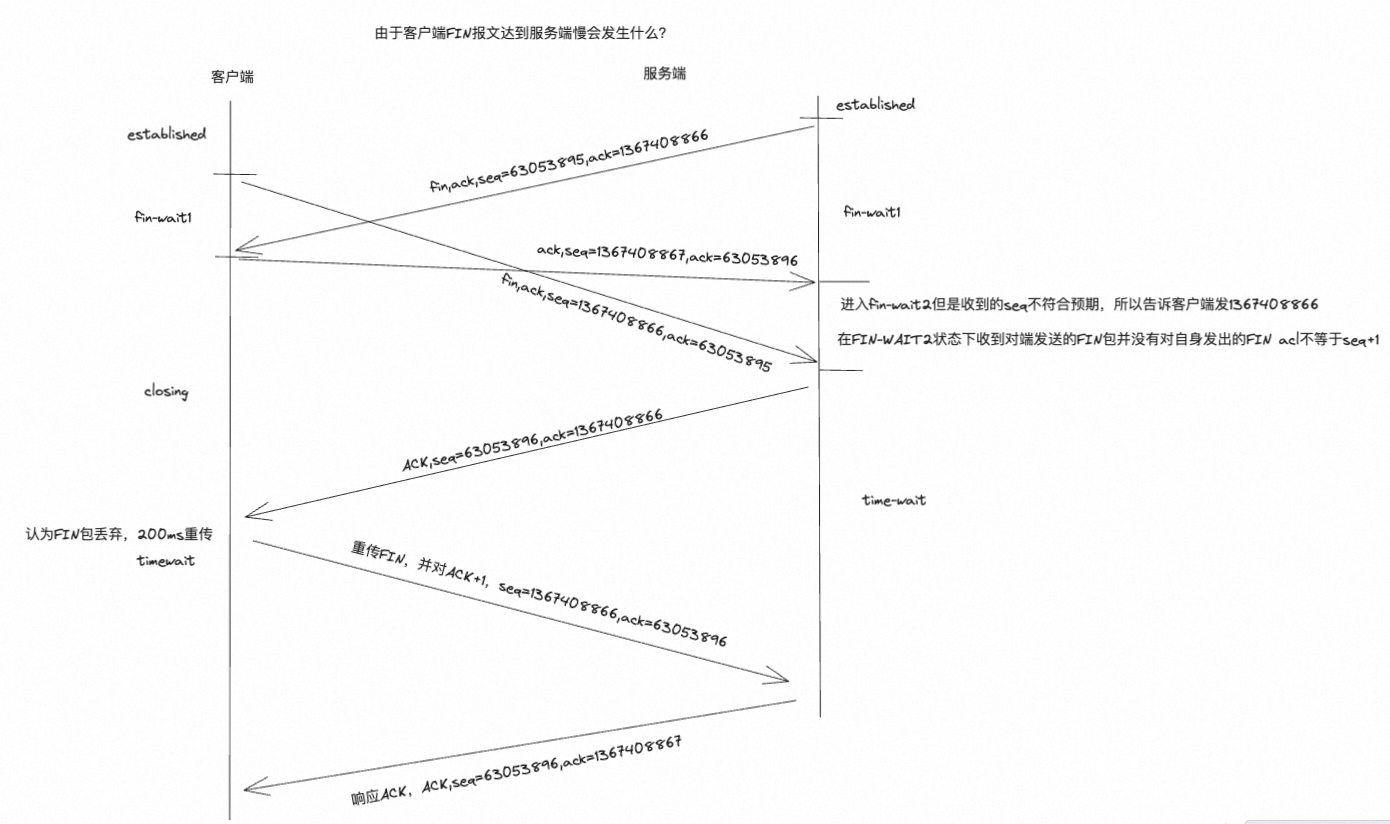 由于客户端FIN报文达到服务端慢会发生什么?
客户端
服务端
established
established
fin,ack,seq=63053895,ack=1367408866
fin-wait1
fin-wait1
ack,seq=1367408867,ack=63053896
fin,ack,seq=1367408866,ack=63053895
进入fin-wait2但是收到的seq不符合预期，所以告诉客户端发1367408866
在FIN-WAIT2状态下收到对端发送的FIN包并没有对自身发出的FIN acl不等于seq+1
closing
ACK,seq=63053896,ack=1367408866
time-wait
认为FIN包丢弃，200ms重传
timewait
重传FIN，并对ACK+1，seq=1367408866,ack=63053896
响应ACK，ACK,seq=63053896,ack=1367408867